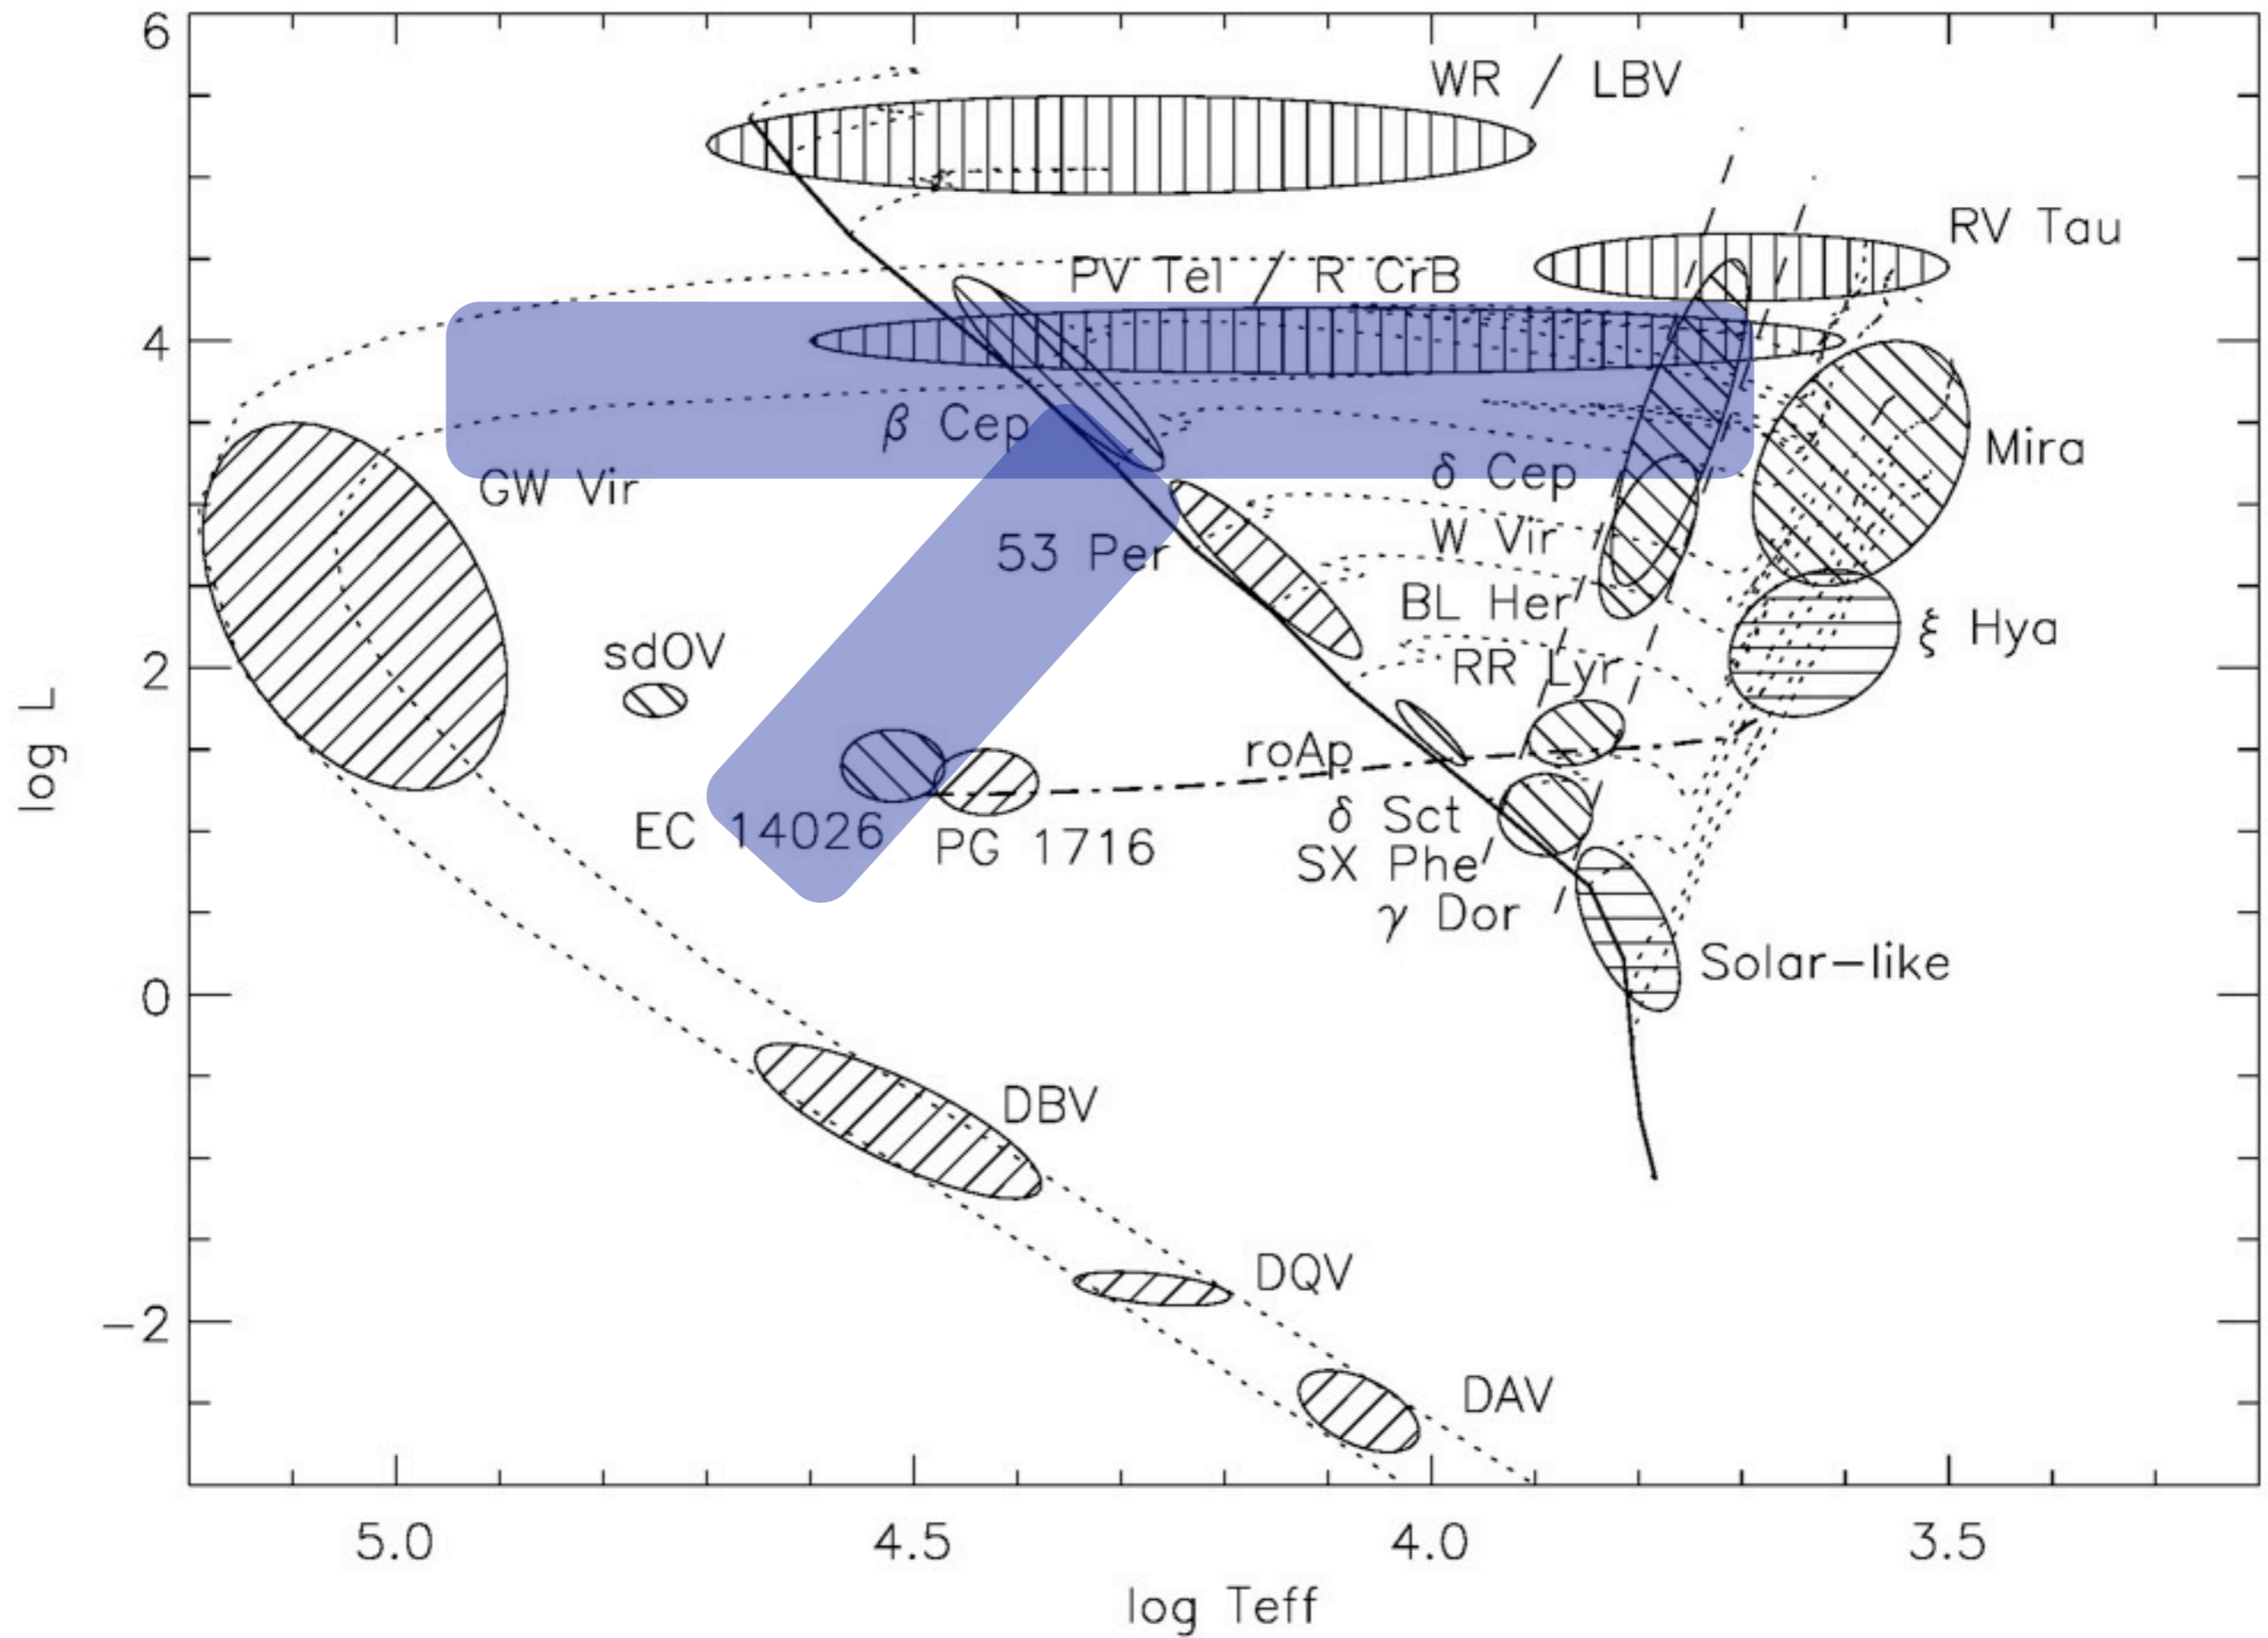 6
WR / LBV
RV Tau
PV Tel / R CrB
4
β Cep
Mira
δ Cep
GW Vir
W Vir
53 Per
BL Her
ξ Hya
sdOV
2
RR Lyr
log L
roAp
δ Sct
EC 14026
PG 1716
SX Phe
γ Dor
Solar-like
0
DBV
DQV
-2
DAV
5.0 4.5 4.0 3.5
log Teff